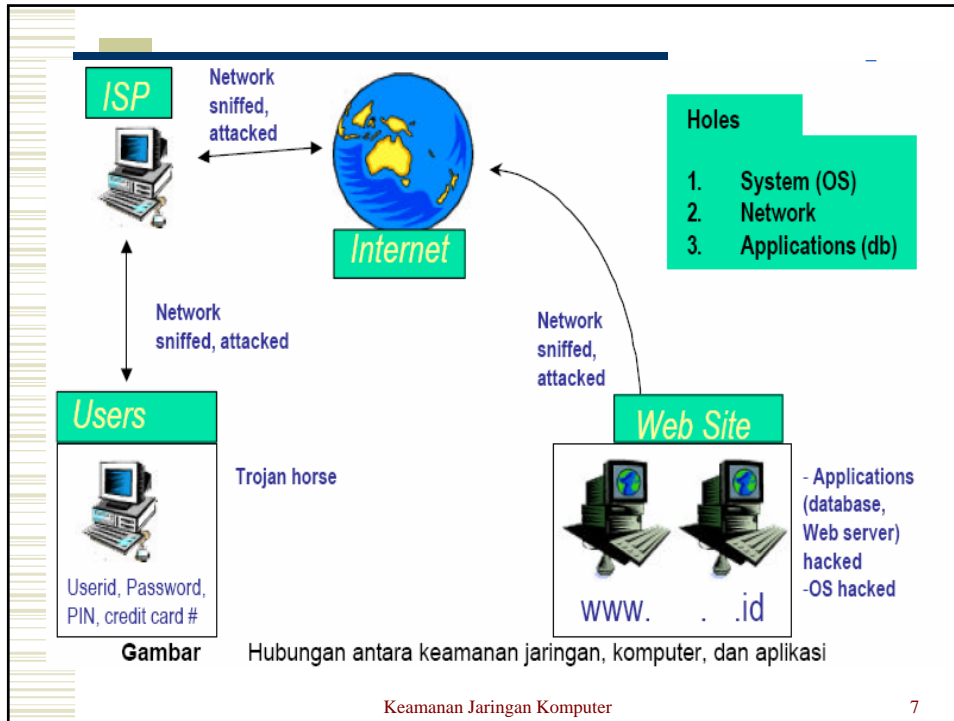 ISP
Network
sniffed,
attacked
Internet
Holes
1. System (OS)
2. Network
3. Applications (db)
Network
sniffed, attacked
Network
sniffed,
attacked
Users
Trojan horse
Userid, Password,
PIN, credit card #
Web Site
www. . .id
- Applications
(database,
Web server)
hacked
-OS hacked
Gambar Hubungan antara keamanan jaringan, komputer, dan aplikasi
Keamanan Jaringan Komputer 7